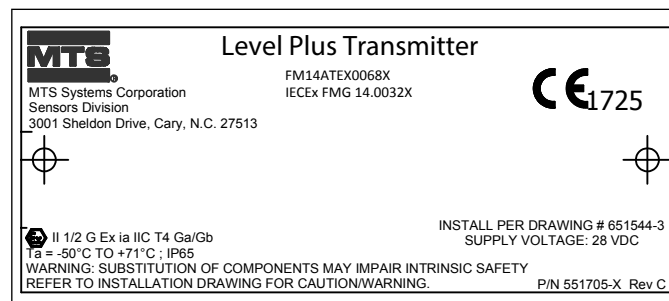 MTS
®
Level Plus Transmitter
FM14ATEX0068X
IECEx FMG 14.0032X
CE 1725
MTS Systems Corporation
Sensors Division
3001 Sheldon Drive, Cary, N.C. 27513
INSTALL PER DRAWING # 651544-3
SUPPLY VOLTAGE: 28 VDC
Ex II 1/2 G Ex ia IIC T4 Ga/Gb
Ta = -50°C TO +71°C ; IP65
WARNING: SUBSTITUTION OF COMPONENTS MAY IMPAIR INTRINSIC SAFETY
REFER TO INSTALLATION DRAWING FOR CAUTION/WARNING.
P/N 551705-X Rev C